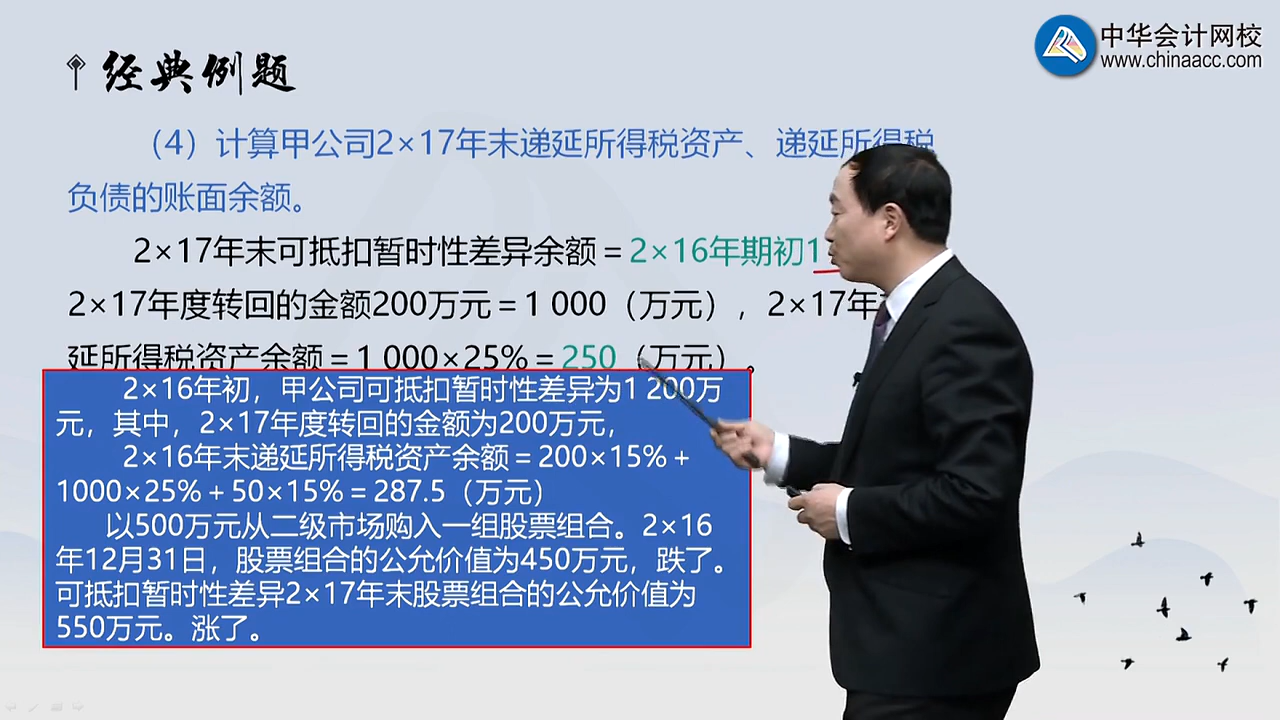 中华会计网校
www.chinaacc.com
经典例题
（4）计算甲公司2×17年末递延所得税资产、递延所得税
负债的账面余额。
2×17年末可抵扣暂时性差异余额＝2×16年期初1
2×17年度转回的金额200万元＝1 000（万元），2×17年
延所得税资产余额＝1 000×25%＝250（万元）。
2×16年初，甲公司可抵扣暂时性差异为1 200万
元，其中，2×17年度转回的金额为200万元，
2×16年末递延所得税资产余额＝200×15%＋
1000×25%＋50×15%＝287.5（万元）
以500万元从二级市场购入一组股票组合。2×16
年12月31日，股票组合的公允价值为450万元，跌了。
可抵扣暂时性差异2×17年末股票组合的公允价值为
550万元。涨了。